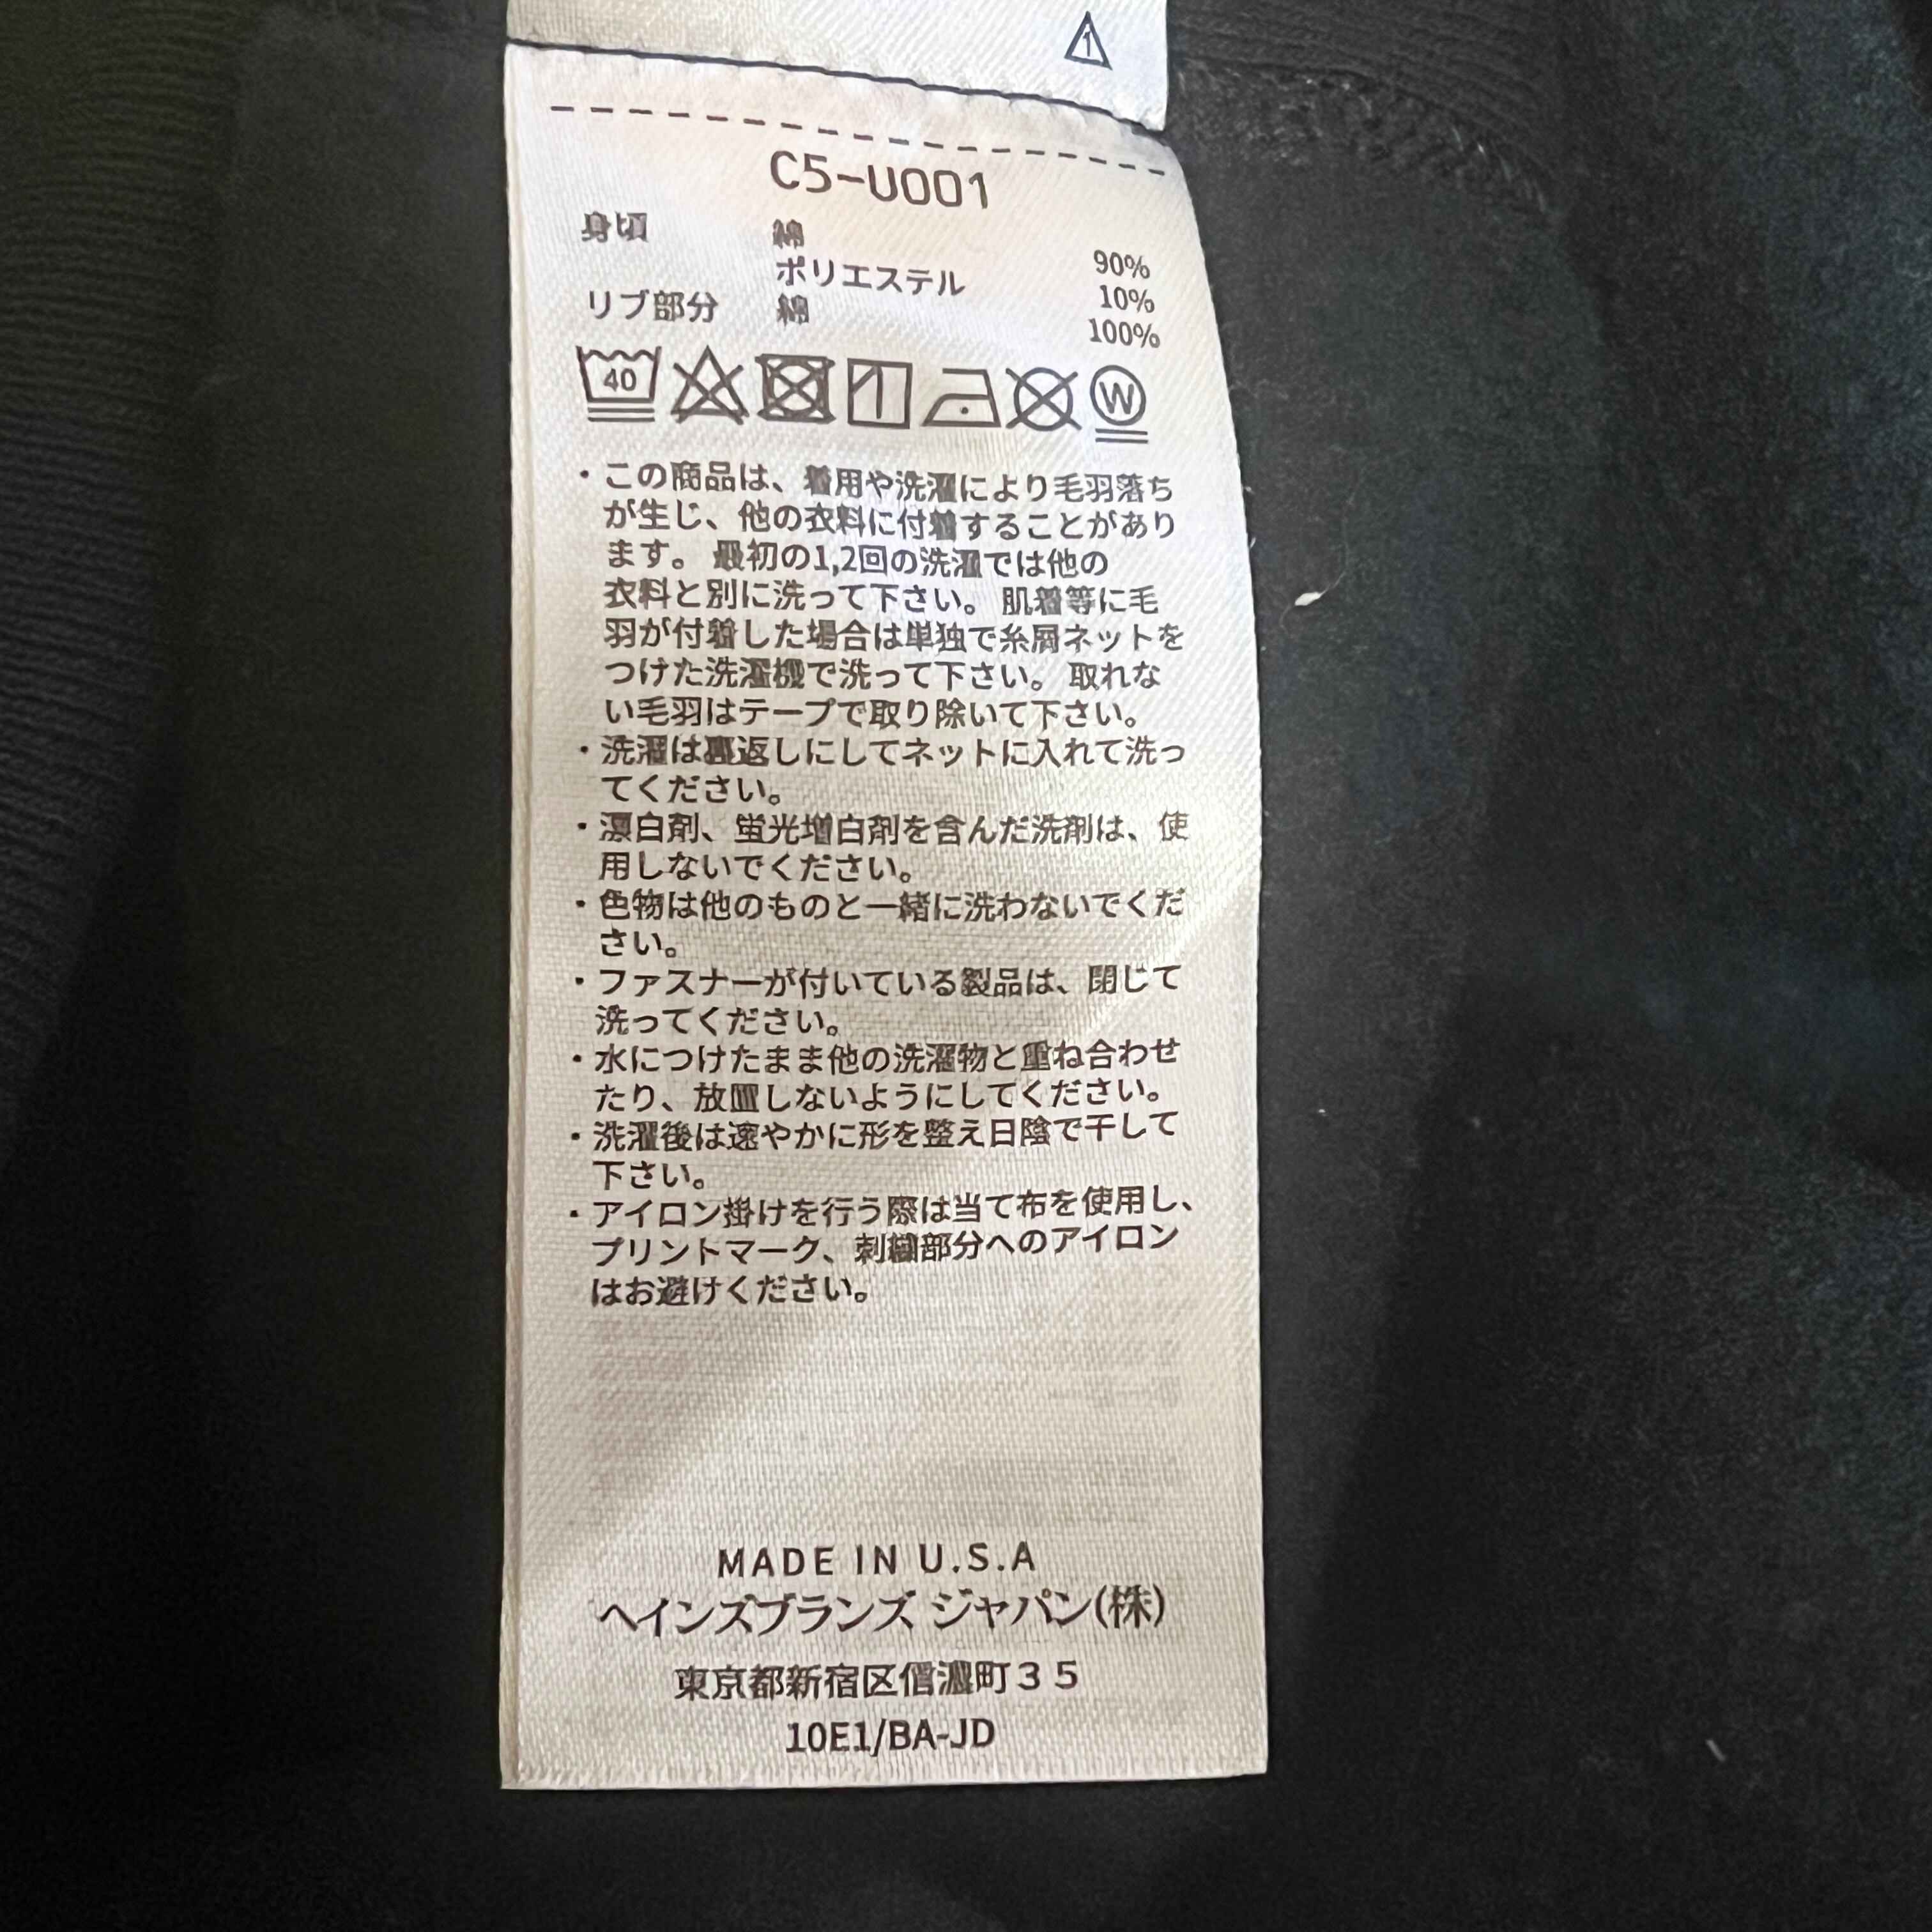 1
C5-U001
身頃 綿 90%
ポリエステル 10%
リブ部分 綿 100%
40 W
・この商品は、着用や洗濯により毛羽落ち
が生じ、他の衣料に付着することがあり
ます。 最初の1,2回の洗濯では他の
衣料と別に洗って下さい。 肌着等に毛
羽が付着した場合は単独で糸屑ネットを
つけた洗濯機で洗って下さい。 取れな
い毛羽はテープで取り除いて下さい。
・洗濯は裏返しにしてネットに入れて洗っ
てください。
・漂白剤、蛍光増白剤を含んだ洗剤は、使
用しないでください。
・色物は他のものと一緒に洗わないでくだ
さい。
・ファスナーが付いている製品は、閉じて
洗ってください。
・水につけたまま他の洗濯物と重ね合わせ
たり、放置しないようにしてください。
・洗濯後は速やかに形を整え日陰で干して
下さい。
・アイロン掛けを行う際は当て布を使用し、
プリントマーク、刺繍部分へのアイロン
はお避けください。
MADE IN U.S.A
ヘインズブランズ ジャパン(株)
東京都新宿区信濃町３５
10E1/BA-JD